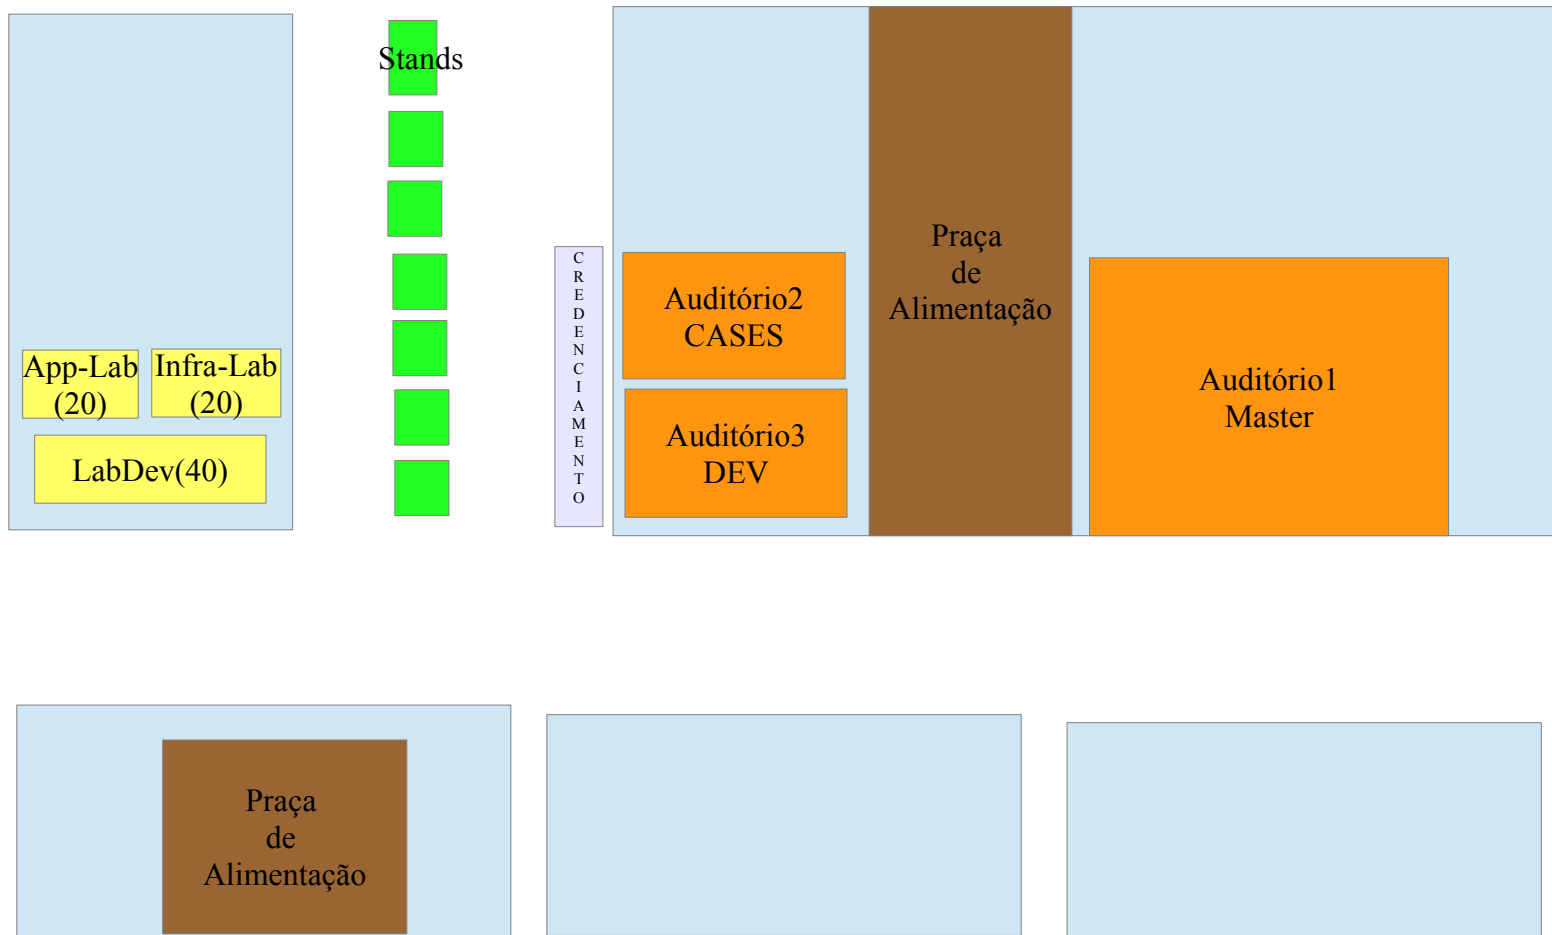 Stands
CREDENCIAMENTO
Auditório2
CASES
Auditório3
DEV
Praça
de
Alimentação
Auditório1
Master
App-Lab
(20)
Infra-Lab
(20)
LabDev(40)
Praça
de
Alimentação